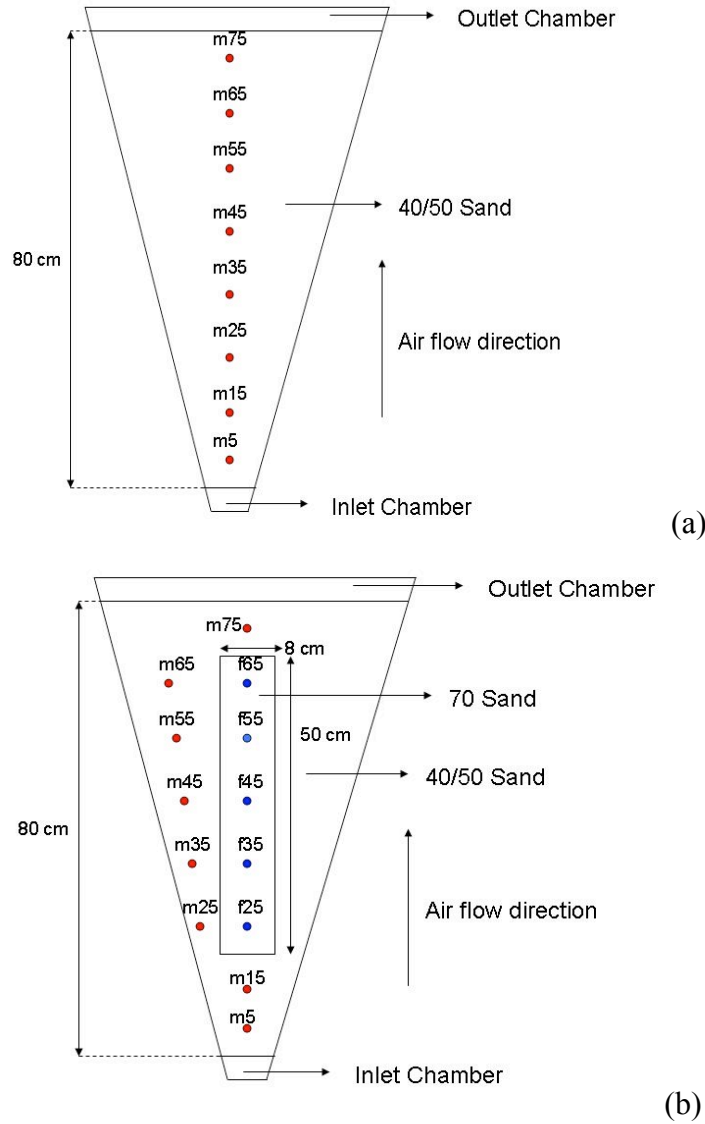 Outlet Chamber
m75
m65
m55
40/50 Sand
m45
80 cm
m35
Air flow direction
m25
m15
m5
Inlet Chamber
(a)
Outlet Chamber
m75
8 cm
m65 f65
70 Sand
m55 f55
50 cm
40/50 Sand
m45 f45
80 cm
m35 f35
m25 f25
Air flow direction
m15
m5
Inlet Chamber
(b)